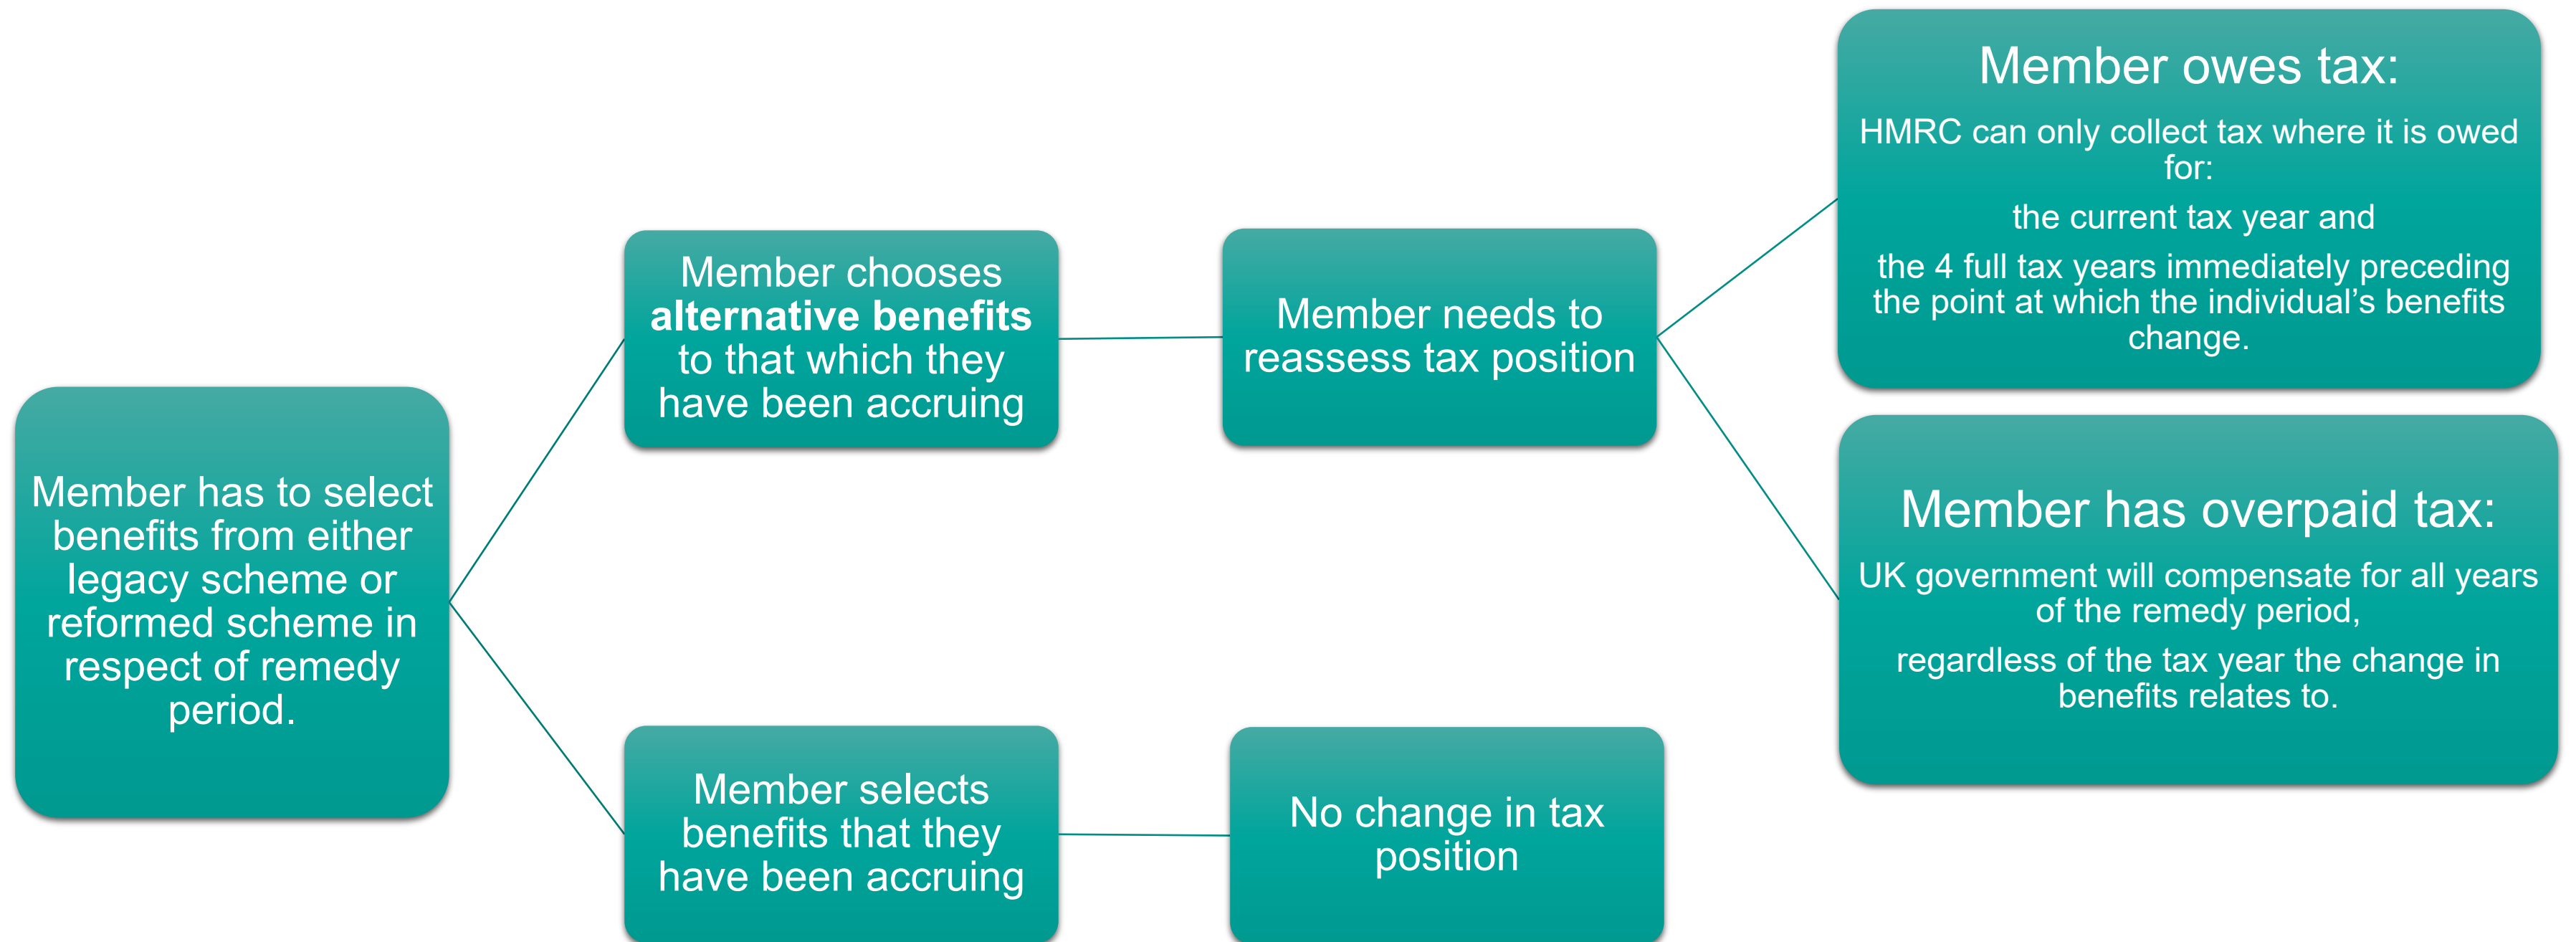 Member has to select
benefits from either
legacy scheme or
reformed scheme in
respect of remedy
period.
Member chooses
alternative benefits
to that which they
have been accruing
Member needs to
reassess tax position
Member owes tax:
HMRC can only collect tax where it is owed
for:
the current tax year and
the 4 full tax years immediately preceding
the point at which the individual’s benefits
change.
Member has overpaid tax:
UK government will compensate for all years
of the remedy period,
regardless of the tax year the change in
benefits relates to.
Member selects
benefits that they
have been accruing
No change in tax
position